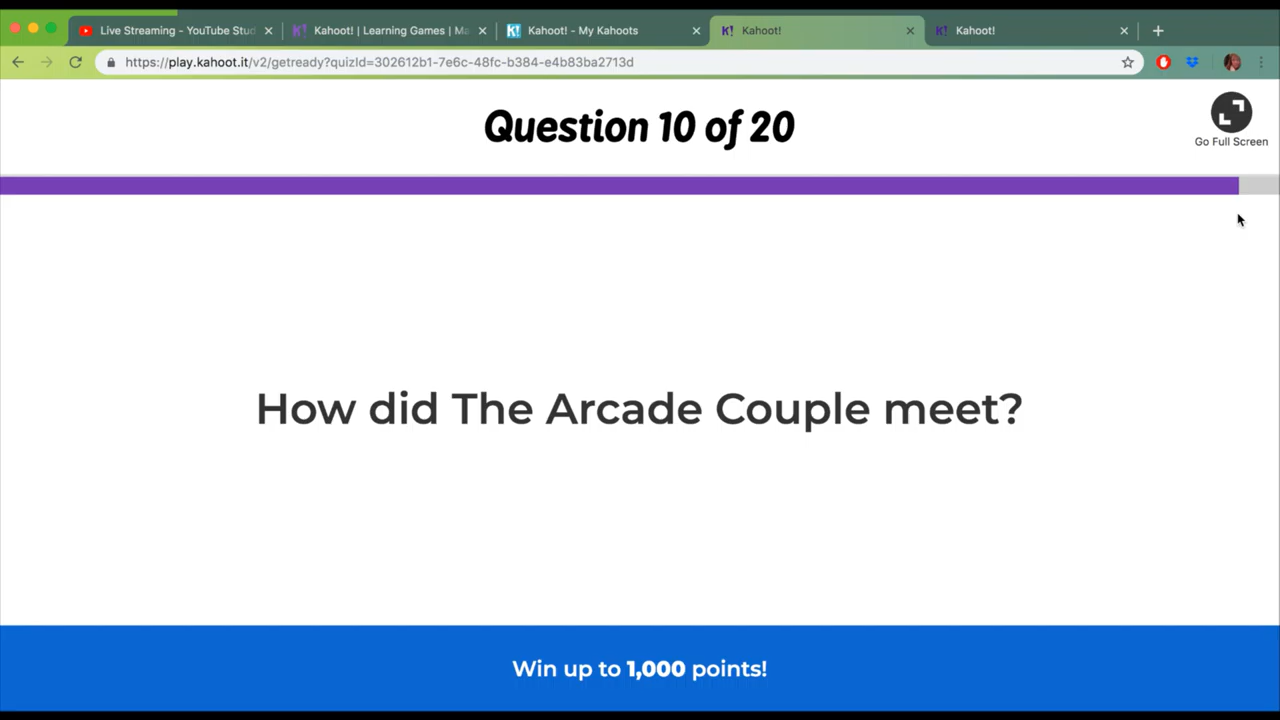 Live Streaming - YouTube Stud
Kahoot! | Learning Games | Ma
Kahoot! - My Kahoots
Kahoot!
Kahoot!
https://play.kahoot.it/v2/getready?quizId=302612b1-7e6c-48fc-b384-e4b83ba2713d
Question 10 of 20
Go Full Screen
How did The Arcade Couple meet?
Win up to 1,000 points!